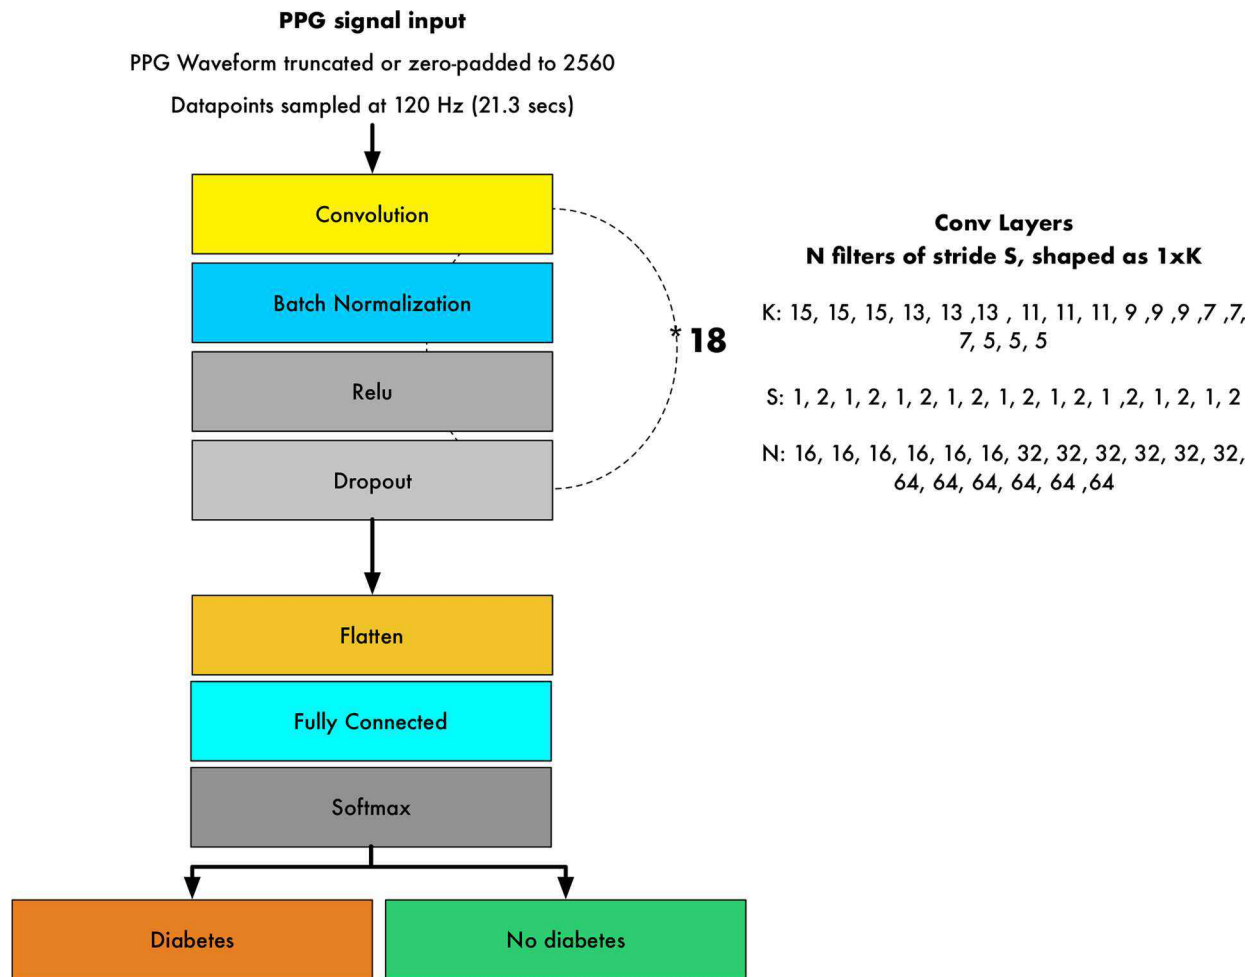 PPG signal input
PPG Waveform truncated or zero-padded to 2560
Datapoints sampled at 120 Hz (21.3 secs)
Convolution
Batch Normalization
Relu
Dropout
* 18
Conv Layers
N filters of stride S, shaped as 1xK
K: 15, 15, 15, 13, 13 ,13 , 11, 11, 11, 9 ,9 ,9 ,7 ,7,
7, 5, 5, 5
S: 1, 2, 1, 2, 1, 2, 1, 2, 1, 2, 1, 2, 1 ,2, 1, 2, 1, 2
N: 16, 16, 16, 16, 16, 16, 32, 32, 32, 32, 32, 32,
64, 64, 64, 64, 64 ,64
Flatten
Fully Connected
Softmax
Diabetes
No diabetes